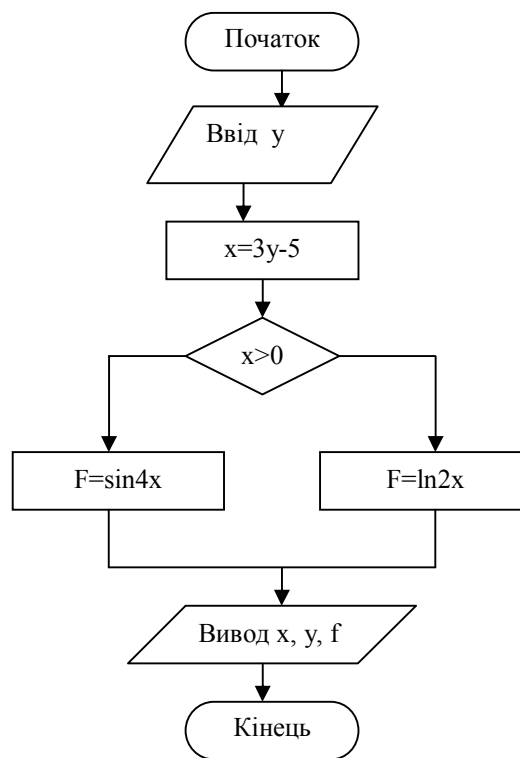 Початок
Ввід y
x=3y-5
x>0
F=sin4x
F=ln2x
Вивод x, y, f
Кінець